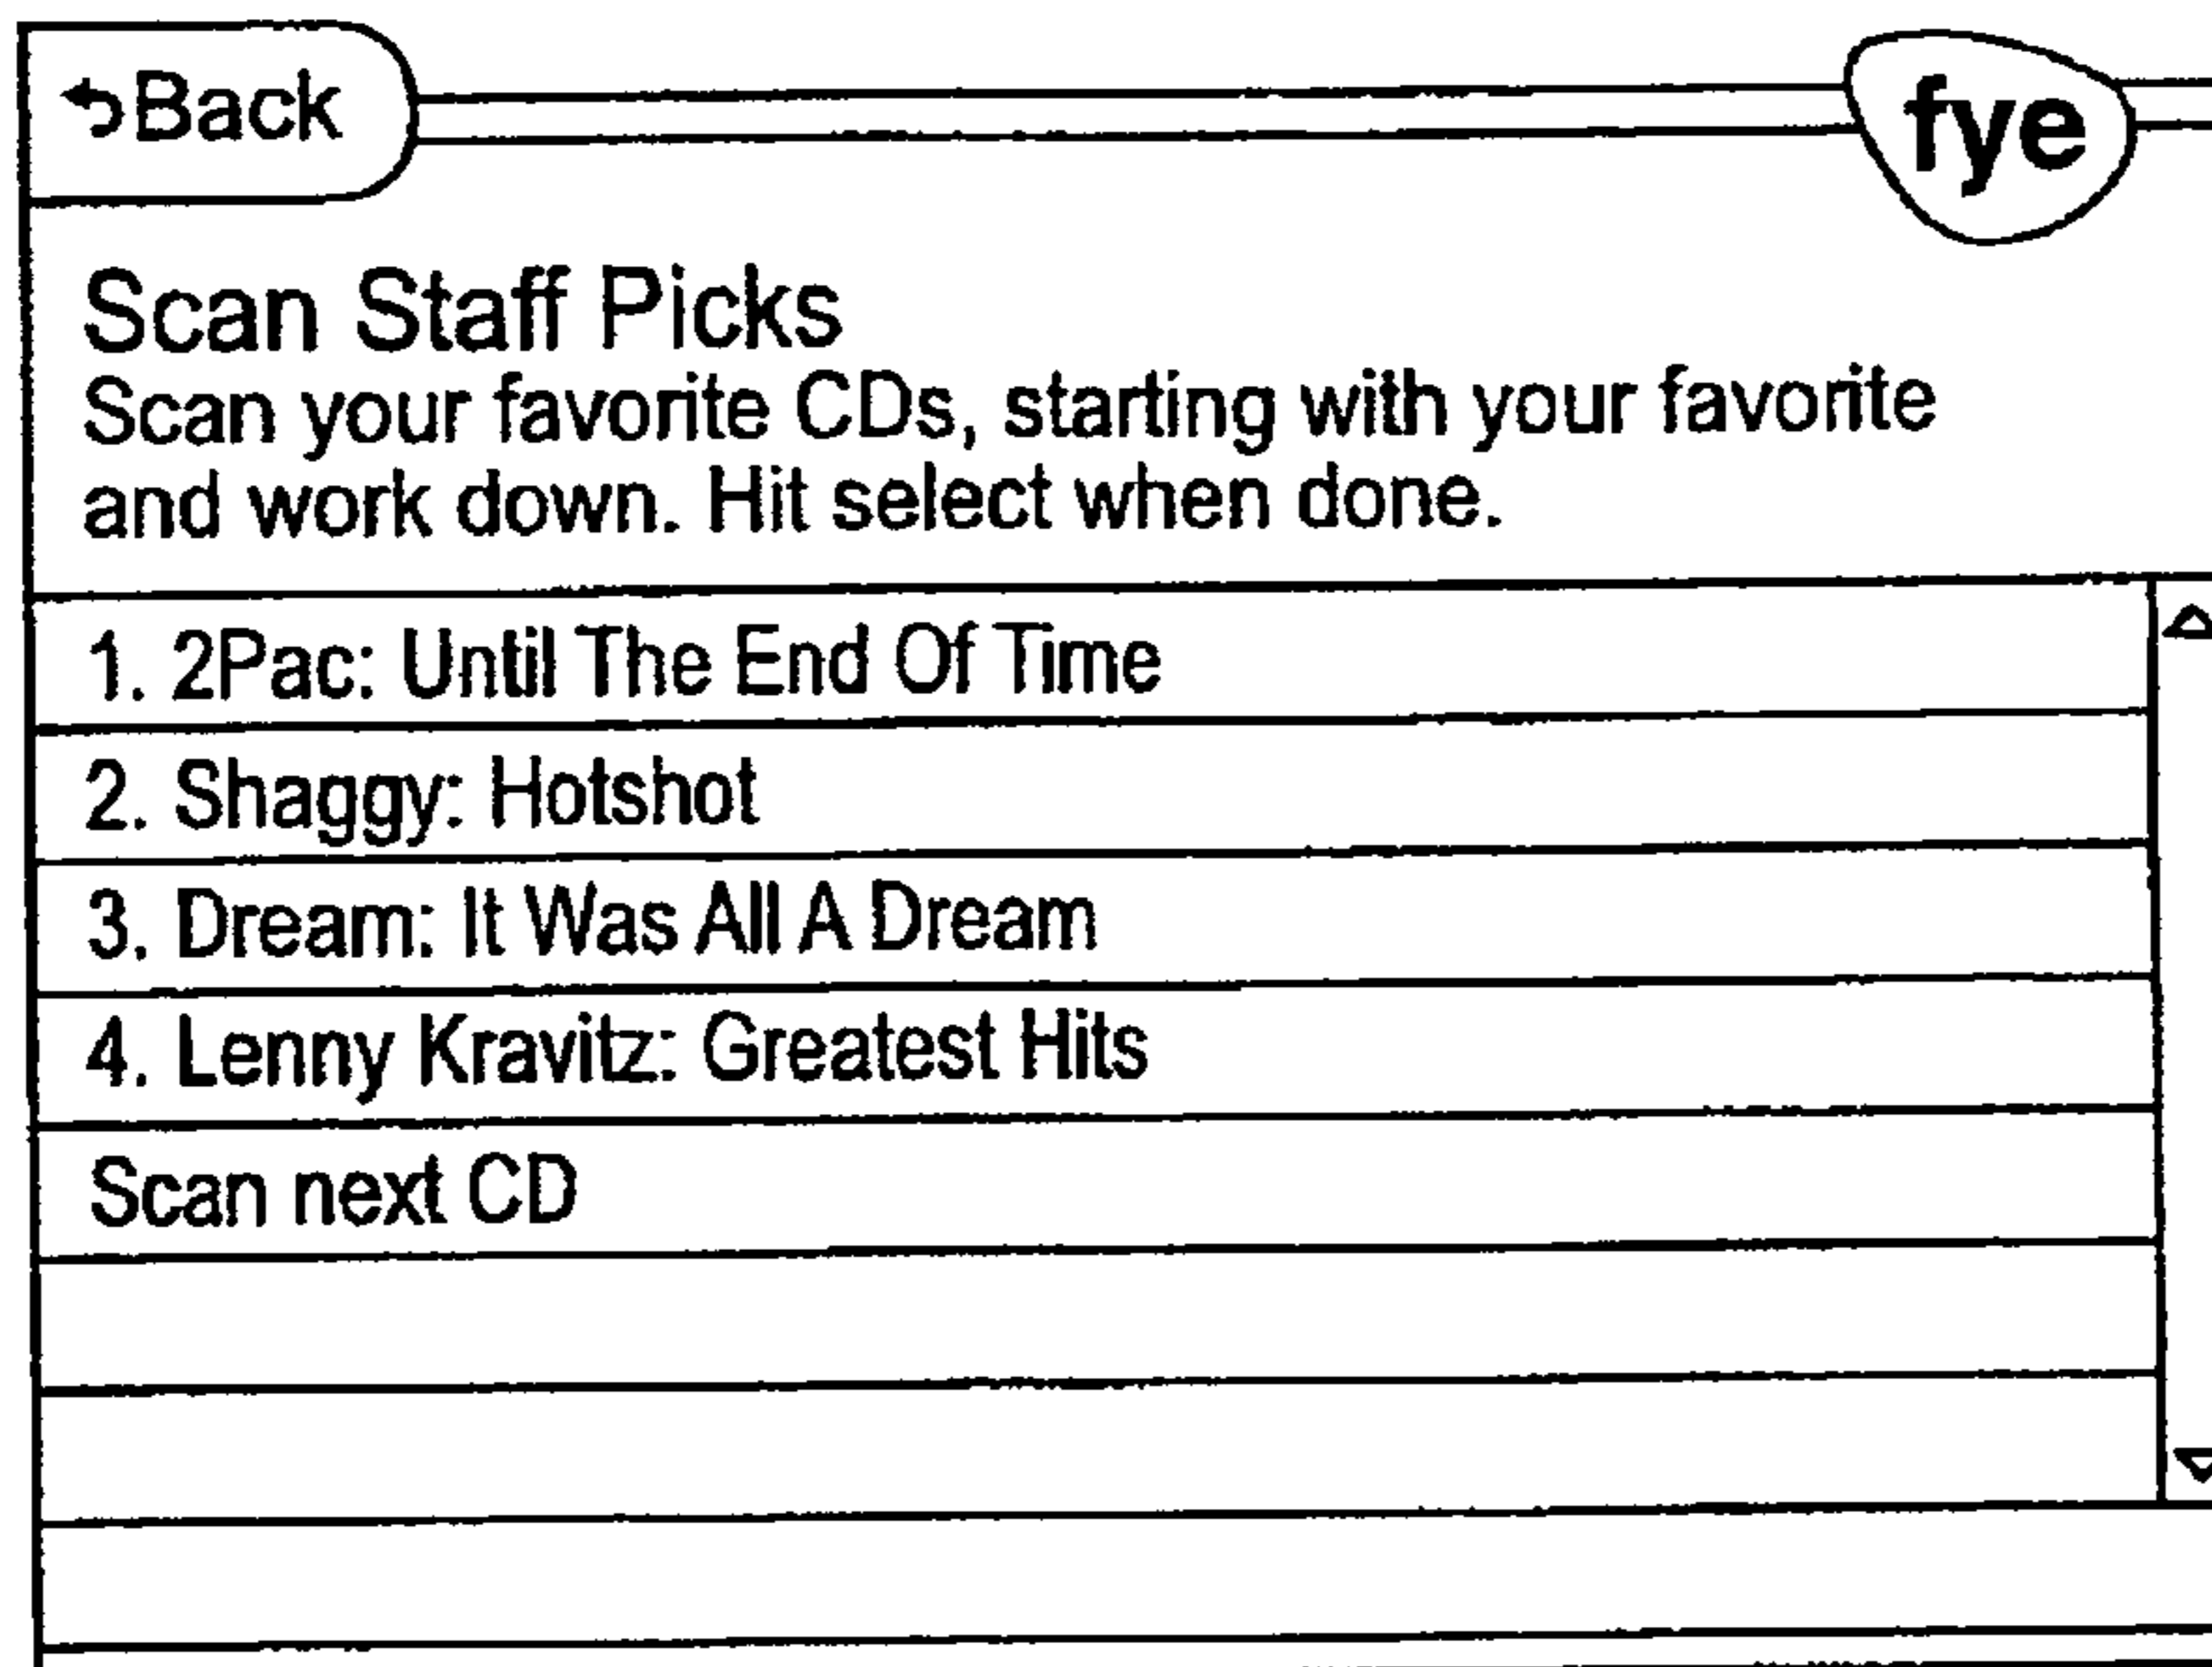 Back
fye
Scan Staff Picks
Scan your favorite CDs, starting with your favorite
and work down. Hit select when done.
1. 2Pac: Until The End Of Time
2. Shaggy: Hotshot
3. Dream: It Was All A Dream
4. Lenny Kravitz: Greatest Hits
Scan next CD